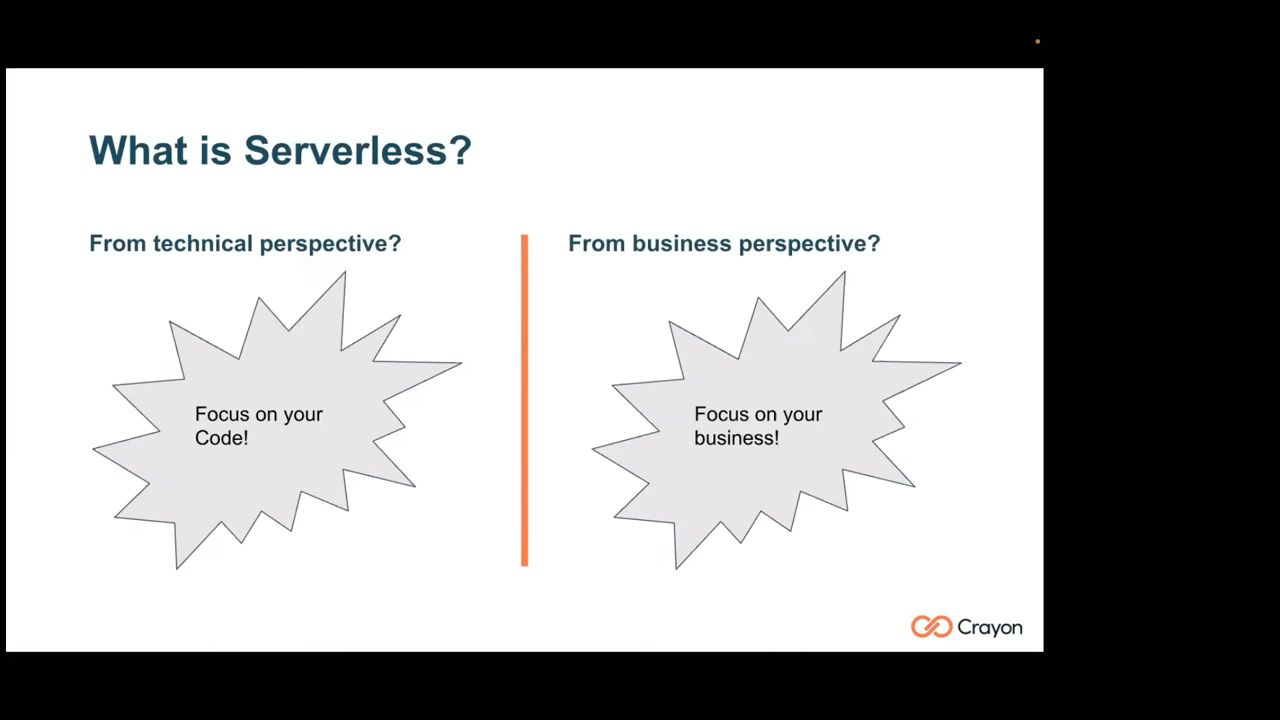 What is Serverless?
From technical perspective?
From business perspective?
Focus on your
Code!
Focus on your
business!
Crayon